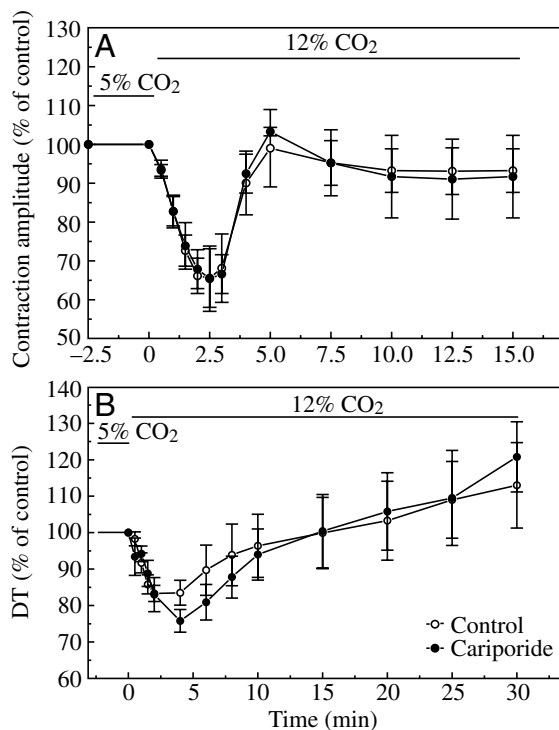 130
120
110
100
90
80
70
60
50
Contraction amplitude (% of control)
A
12% CO2
5% CO2
−2.5 0 2.5 5.0 7.5 10.0 12.5 15.0
140
130
120
110
100
90
80
70
60
DT (% of control)
B
12% CO2
5% CO2
Control
Cariporide
0 5 10 15 20 25 30
Time (min)